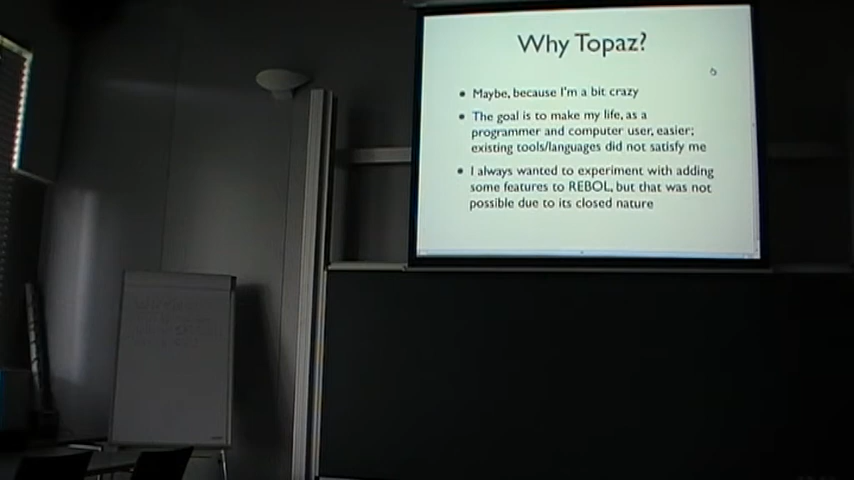 Why Topaz?
• Maybe, because I'm a bit crazy
• The goal is to make my life, as a
programmer and computer user, easier;
existing tools/languages did not satisfy me
• I always wanted to experiment with adding
some features to REBOL, but that was not
possible due to its closed nature